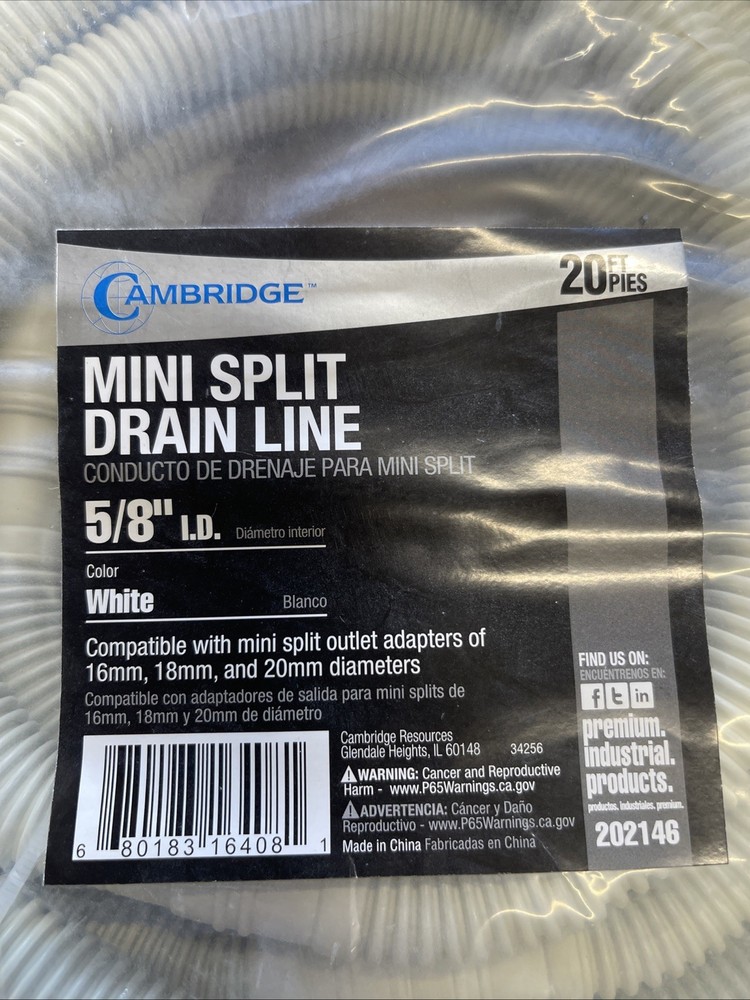 CAMBRIDGE™
20 FT
PIES
MINI SPLIT
DRAIN LINE
CONDUCTO DE DRENAJE PARA MINI SPLIT
5/8" I.D. Diámetro interior
Color
White Blanco
Compatible with mini split outlet adapters of
16mm, 18mm, and 20mm diameters
Compatible con adaptadores de salida para mini splits de
16mm, 18mm y 20mm de diámetro
6 80183 16408 1
Cambridge Resources
Glendale Heights, IL 60148 34256
WARNING: Cancer and Reproductive
Harm - www.P65Warnings.ca.gov
ADVERTENCIA: Cáncer y Daño
Reproductivo - www.P65Warnings.ca.gov
Made in China Fabricadas en China
FIND US ON:
ENCUÉNTRENOS EN:
f t in
premium.
industrial.
products.
productos. industriales. premium.
202146